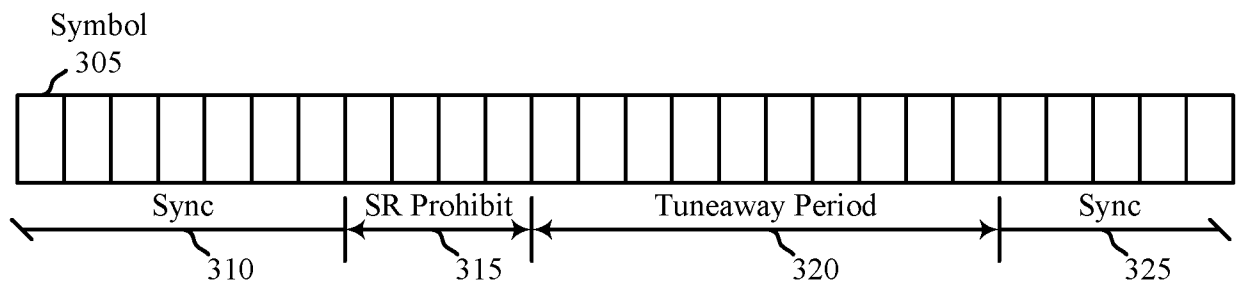 Symbol
305
Sync
SR Prohibit
Tuneaway Period
Sync
310
315
320
325